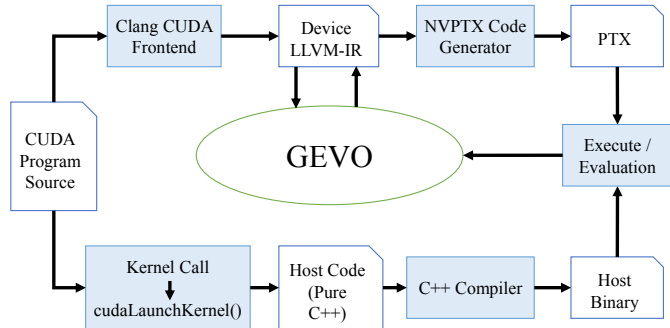 Clang CUDA
Frontend
Device
LLVM-IR
NVPTX Code
Generator
PTX
CUDA
Program
Source
GEVO
Execute /
Evaluation
Kernel Call
cudaLaunchKernel()
Host Code
(Pure
C++)
C++ Compiler
Host
Binary